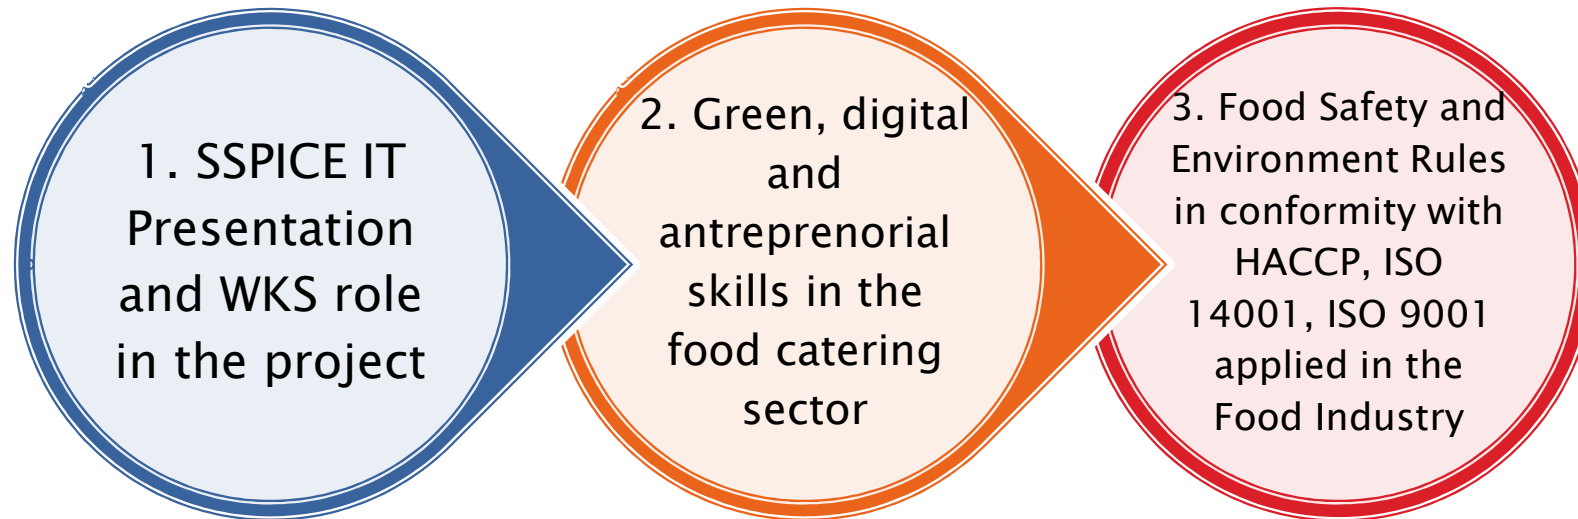 1. SSPICE IT
Presentation
and WKS role
in the project
2. Green, digital
and
antreprenorial
skills in the
food catering
sector
3. Food Safety and
Environment Rules
in conformity with
HACCP, ISO
14001, ISO 9001
applied in the
Food Industry